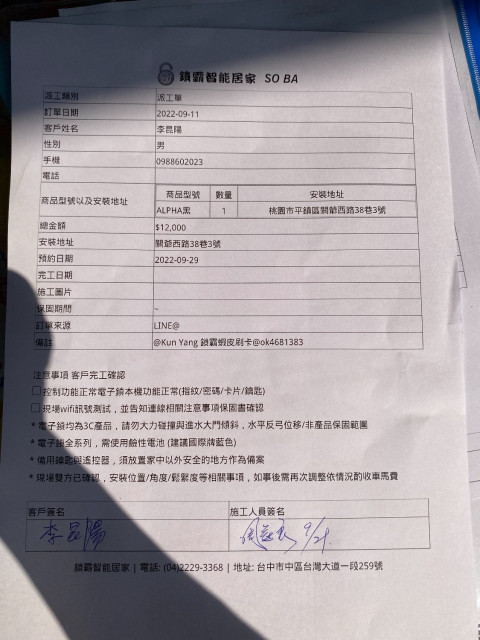 鎖霸智能居家 SO BA
派工類別 派工單
訂單日期 2022-09-11
客戶姓名 李昆陽
性別 男
手機 0988602023
電話
商品型號以及安裝地址 商品型號 數量 安裝地址
ALPHA黑 1 桃園市平鎮區關爺西路38巷3號
總金額 $12,000
安裝地址 關爺西路38巷3號
預約日期 2022-09-29
完工日期
施工圖片
保固期間 ~
訂單來源 LINE@
備註 @Kun Yang 鎖霸蝦皮刷卡@ok4681383
注意事項 客戶完工確認
□控制功能正常電子鎖本機功能正常(指紋/密碼/卡片/鑰匙)
□現場wifi訊號測試，並告知連線相關注意事項保固書確認
* 電子鎖均為3C產品，請勿大力碰撞與進水大門傾斜，水平反弓位移/非產品保固範圍
* 電子鎖全系列，需使用鹼性電池 (建議國際牌藍色)
* 備用鑰匙與遙控器，須放置家中以外安全的地方作為備案
* 現場雙方已確認，安裝位置/角度/鬆緊度等相關事項，如事後需再次調整依情況酌收車馬費
客戶簽名 施工人員簽名
李昆陽 9/29
鎖霸智能居家 | 電話: (04)2229-3368 | 地址: 台中市中區台灣大道一段259號